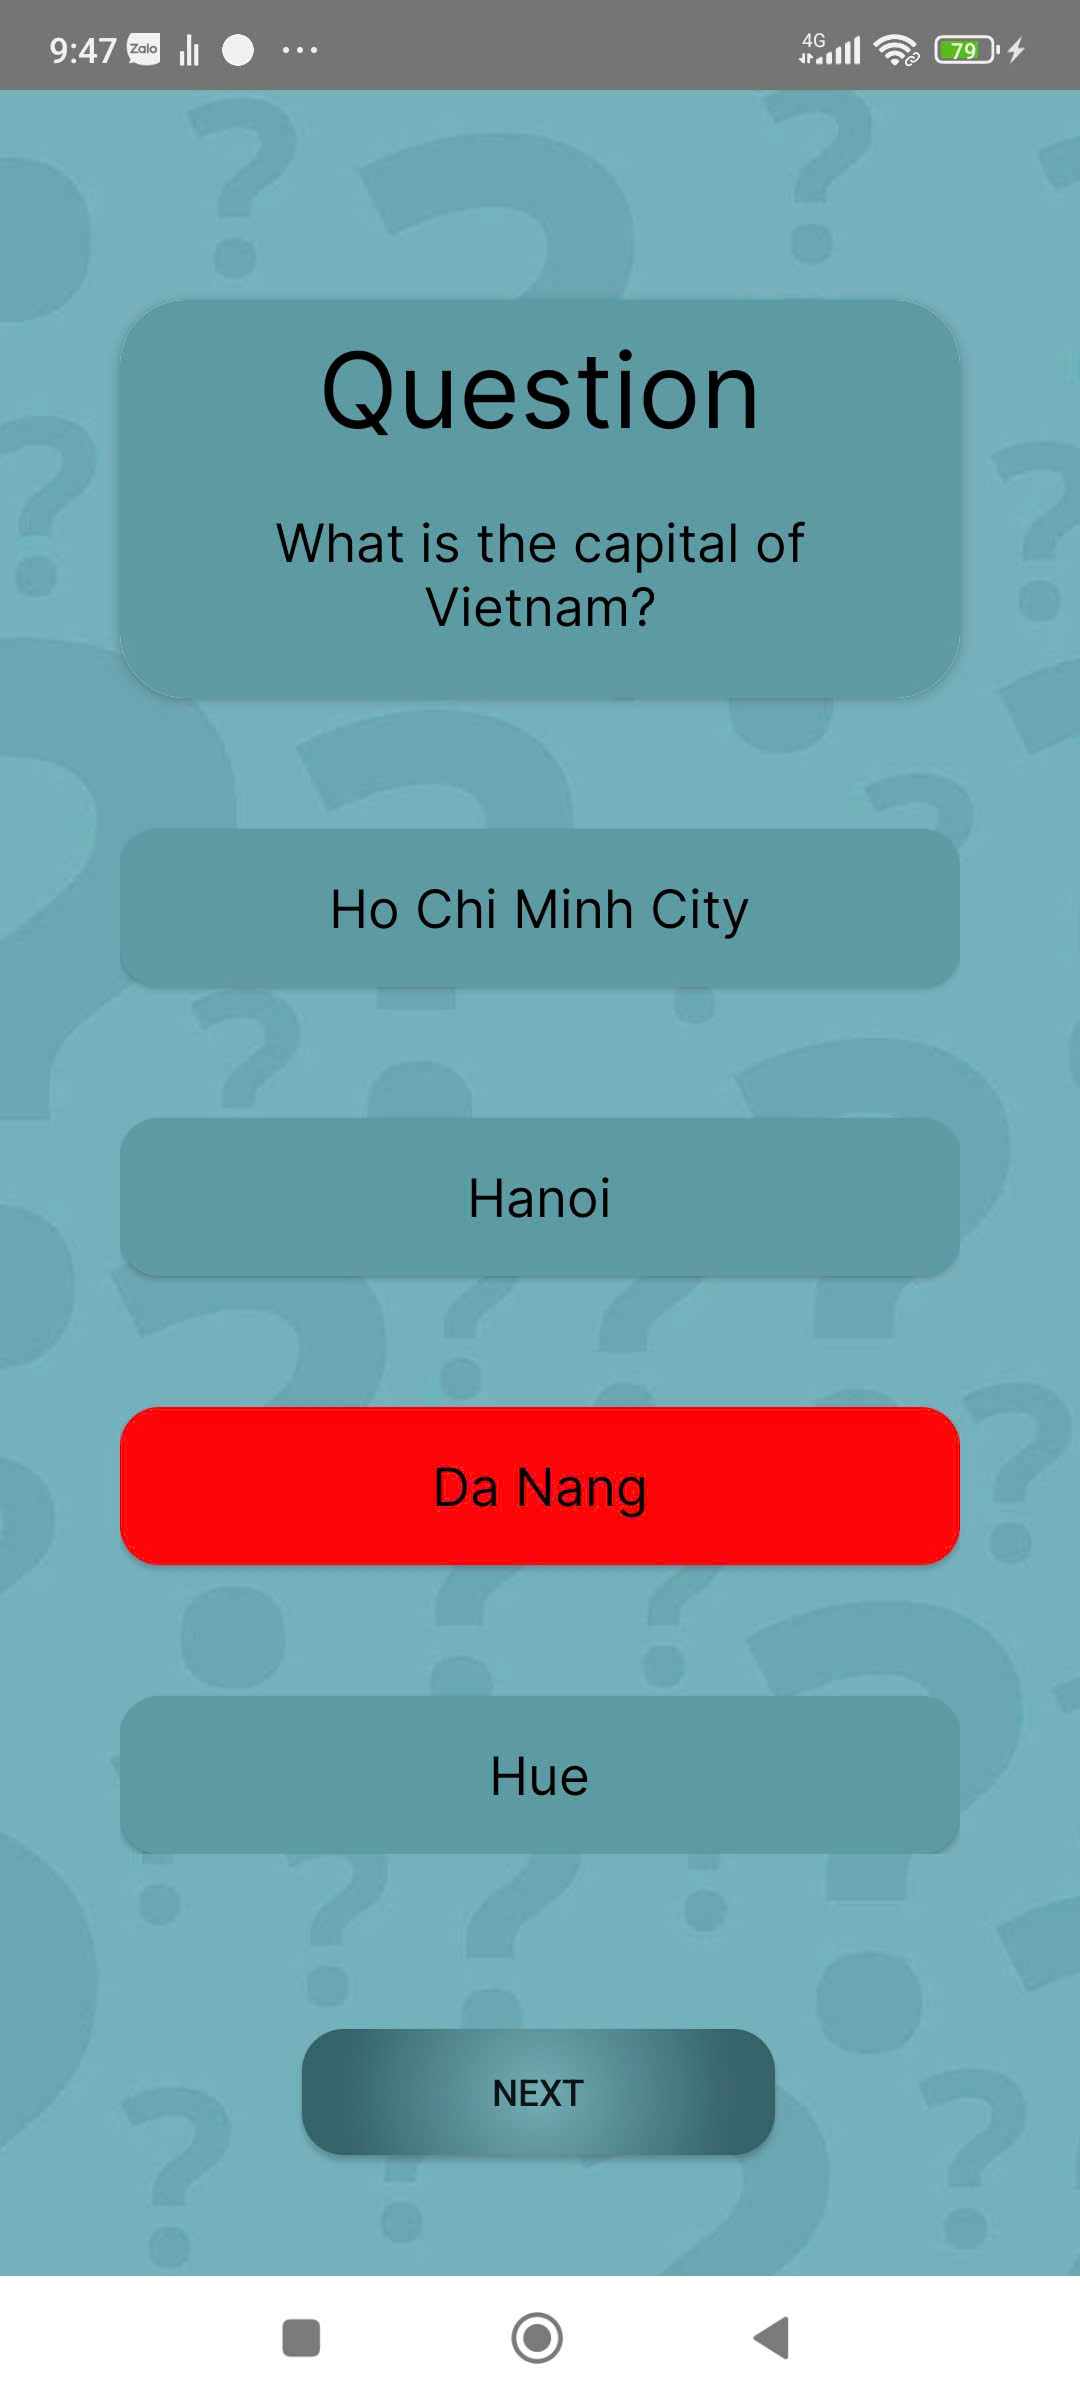 9:47 Zalo 4G 79
Question
What is the capital of
Vietnam?
Ho Chi Minh City
Hanoi
Da Nang
Hue
NEXT